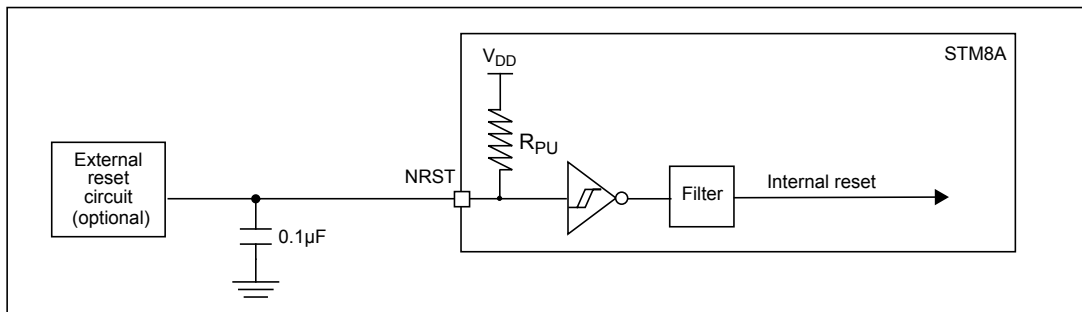 STM8A
VDD
RPU
External
reset
circuit
(optional)
NRST
Filter
Internal reset
0.1µF